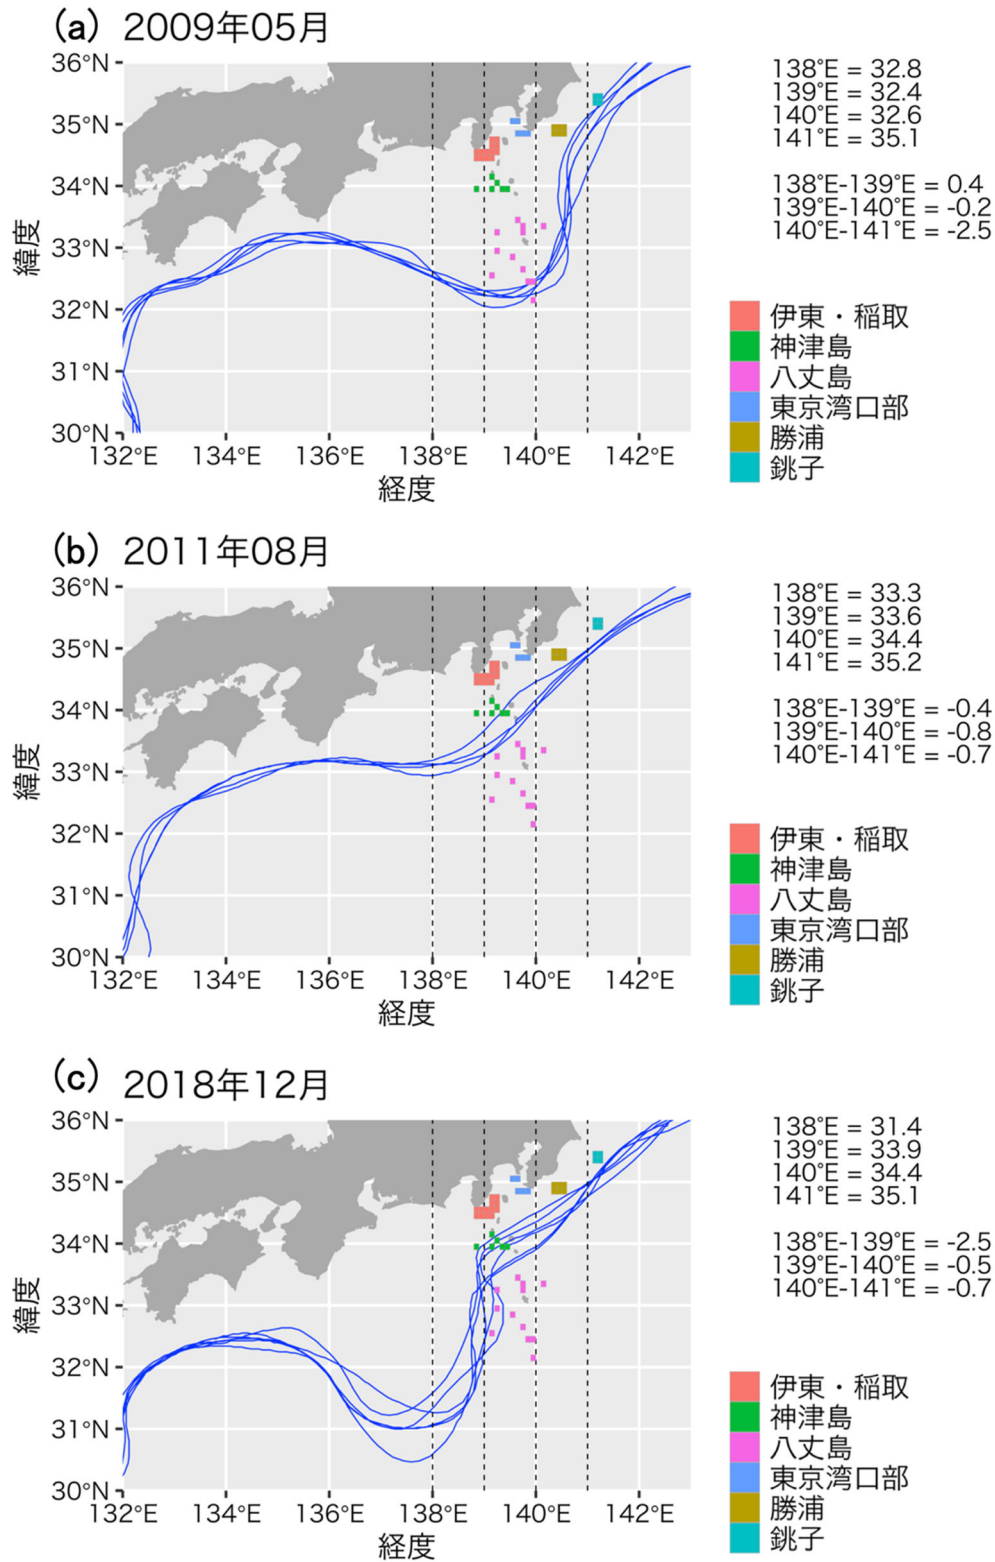 (a) 2009年05月
36°N
35°N
34°N
33°N
32°N
31°N
30°N
緯度
132°E 134°E 136°E 138°E 140°E 142°E
経度
138°E = 32.8
139°E = 32.4
140°E = 32.6
141°E = 35.1
138°E-139°E = 0.4
139°E-140°E = -0.2
140°E-141°E = -2.5
伊東・稲取
神津島
八丈島
東京湾口部
勝浦
銚子
(b) 2011年08月
36°N
35°N
34°N
33°N
32°N
31°N
30°N
緯度
132°E 134°E 136°E 138°E 140°E 142°E
経度
138°E = 33.3
139°E = 33.6
140°E = 34.4
141°E = 35.2
138°E-139°E = -0.4
139°E-140°E = -0.8
140°E-141°E = -0.7
伊東・稲取
神津島
八丈島
東京湾口部
勝浦
銚子
(c) 2018年12月
36°N
35°N
34°N
33°N
32°N
31°N
30°N
緯度
132°E 134°E 136°E 138°E 140°E 142°E
経度
138°E = 31.4
139°E = 33.9
140°E = 34.4
141°E = 35.1
138°E-139°E = -2.5
139°E-140°E = -0.5
140°E-141°E = -0.7
伊東・稲取
神津島
八丈島
東京湾口部
勝浦
銚子